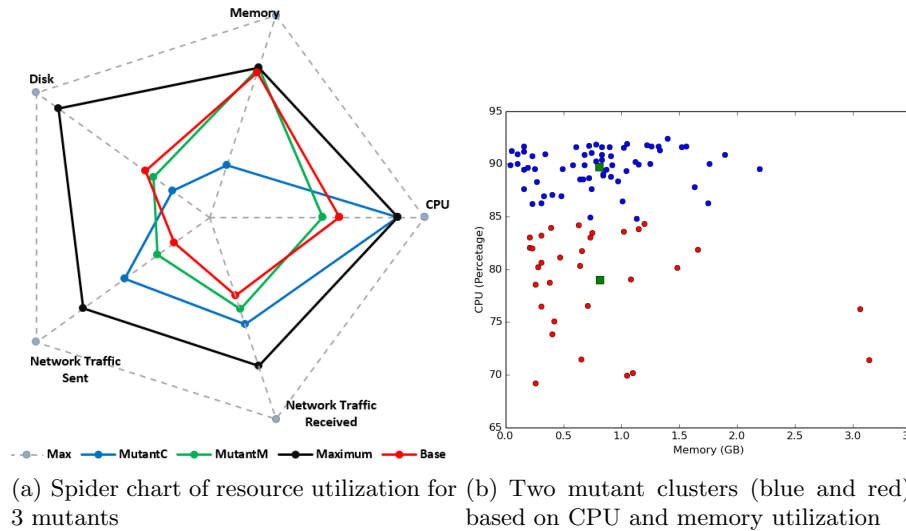 Memory
Disk
CPU
Network Traffic
Sent
Network Traffic
Received
Max MutantC MutantM Maximum Base
95
90
85
80
75
70
65
CPU (Percetage)
0.0 0.5 1.0 1.5 2.0 2.5 3.0 3.
Memory (GB)
(a) Spider chart of resource utilization for
3 mutants
(b) Two mutant clusters (blue and red)
based on CPU and memory utilization